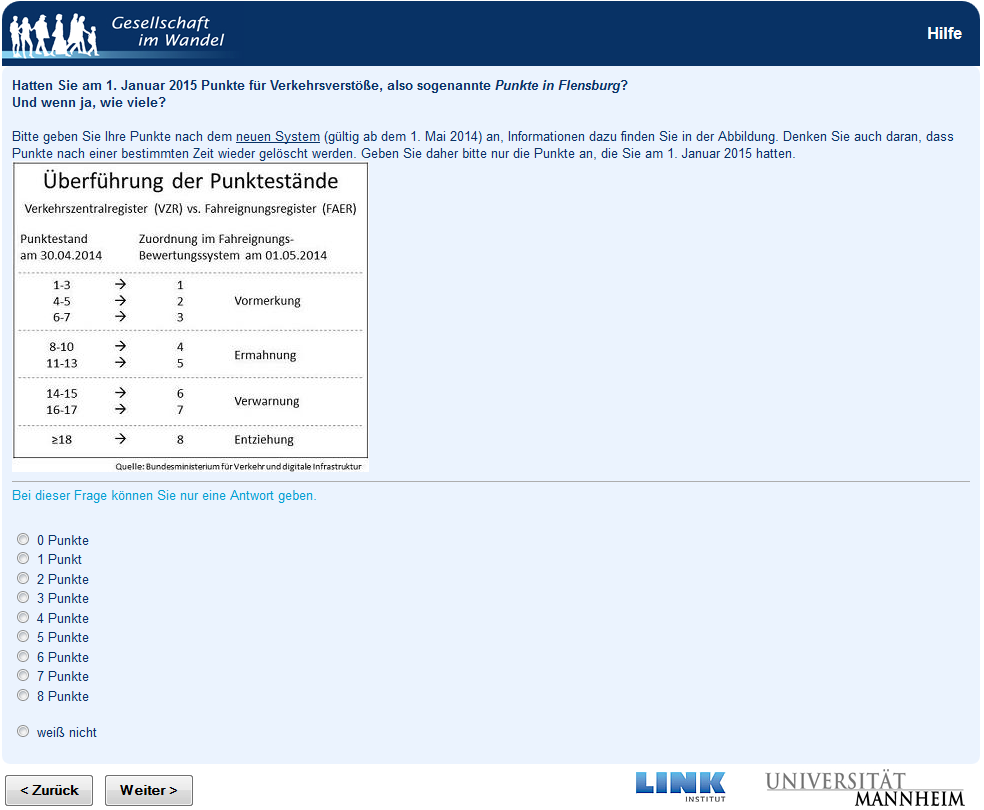 Gesellschaft
im Wandel
Hilfe
Hatten Sie am 1. Januar 2015 Punkte für Verkehrsverstöße, also sogenannte Punkte in Flensburg?
Und wenn ja, wie viele?
Bitte geben Sie Ihre Punkte nach dem neuen System (gültig ab dem 1. Mai 2014) an, Informationen dazu finden Sie in der Abbildung. Denken Sie auch daran, dass
Punkte nach einer bestimmten Zeit wieder gelöscht werden. Geben Sie daher bitte nur die Punkte an, die Sie am 1. Januar 2015 hatten.
Überführung der Punktestände
Verkehrszentralregister (VZR) vs. Fahreignungsregister (FAER)
Punktestand Zuordnung im Fahreignungs-
am 30.04.2014 Bewertungssystem am 01.05.2014
1-3 → 1
4-5 → 2 Vormerkung
6-7 → 3
8-10 → 4 Ermahnung
11-13 → 5
14-15 → 6 Verwarnung
16-17 → 7
≥18 → 8 Entziehung
Quelle: Bundesministerium für Verkehr und digitale Infrastruktur
Bei dieser Frage können Sie nur eine Antwort geben.
0 Punkte
1 Punkt
2 Punkte
3 Punkte
4 Punkte
5 Punkte
6 Punkte
7 Punkte
8 Punkte
weiß nicht
< Zurück Weiter >
LINK
INSTITUT
UNIVERSITÄT
MANNHEIM